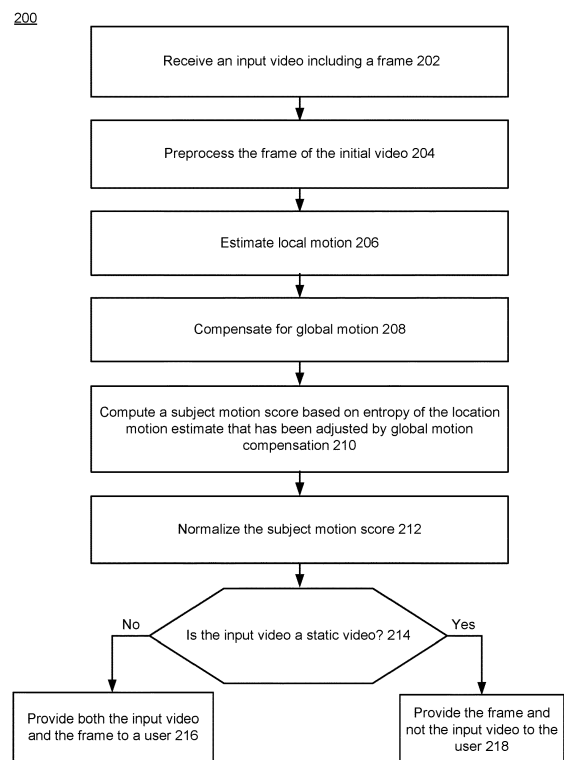 200
Receive an input video including a frame 202
Preprocess the frame of the initial video 204
Estimate local motion 206
Compensate for global motion 208
Compute a subject motion score based on entropy of the location
motion estimate that has been adjusted by global motion
compensation 210
Normalize the subject motion score 212
Is the input video a static video? 214
No
Yes
Provide both the input video
and the frame to a user 216
Provide the frame and
not the input video to the
user 218